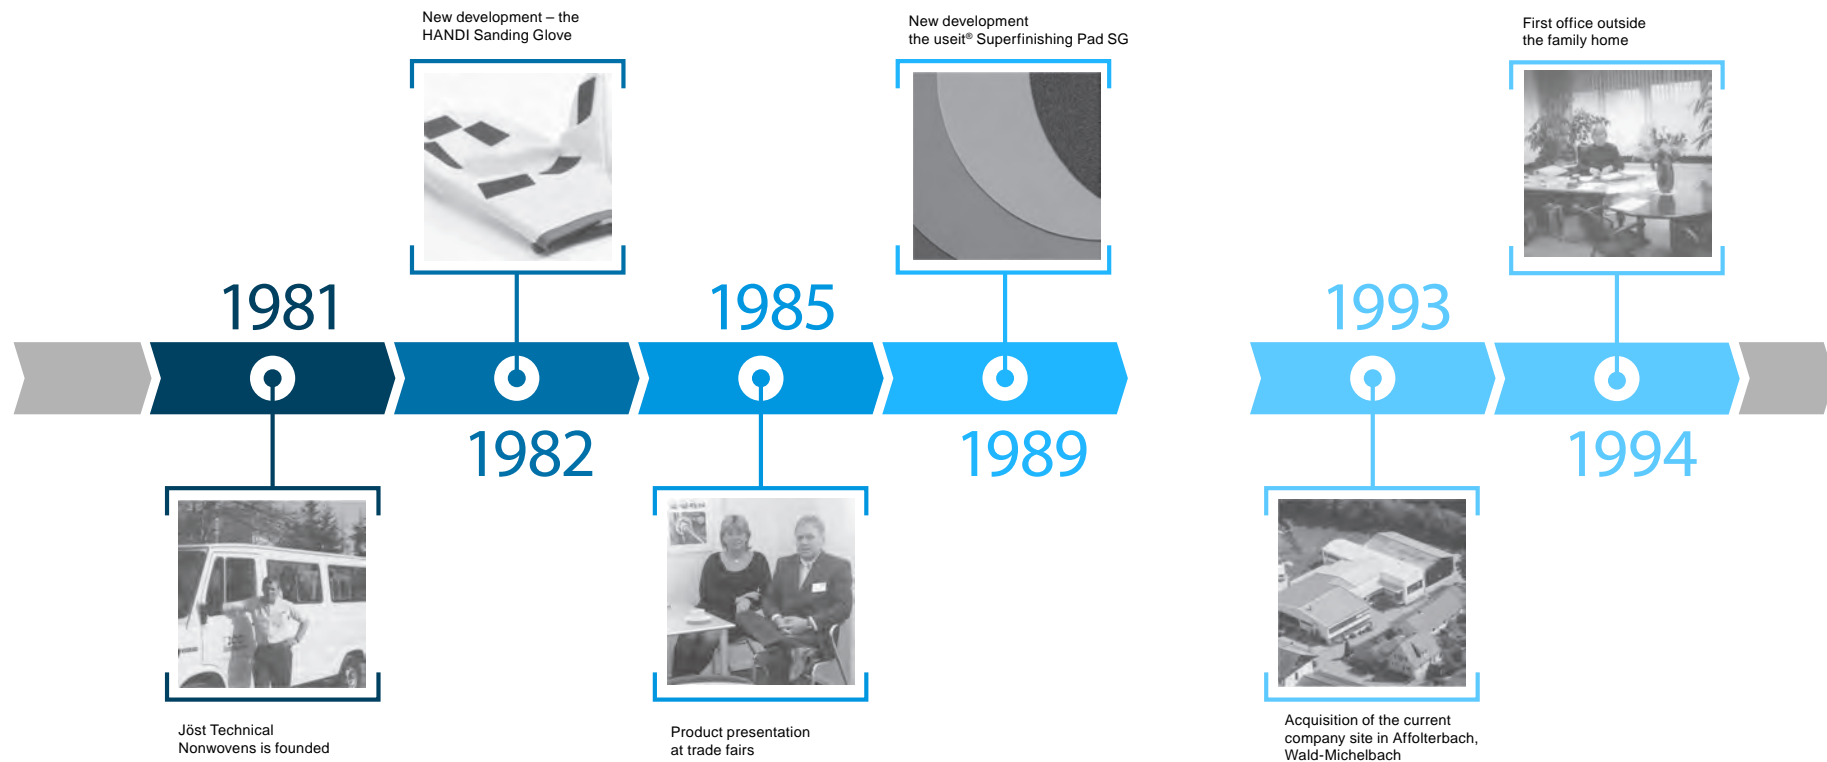 New development – the
HANDI Sanding Glove
New development
the useit® Superfinishing Pad SG
First office outside
the family home
1981
1985
1993
1982
1989
1994
Jöst Technical
Nonwovens is founded
Product presentation
at trade fairs
Acquisition of the current
company site in Affolterbach,
Wald-Michelbach